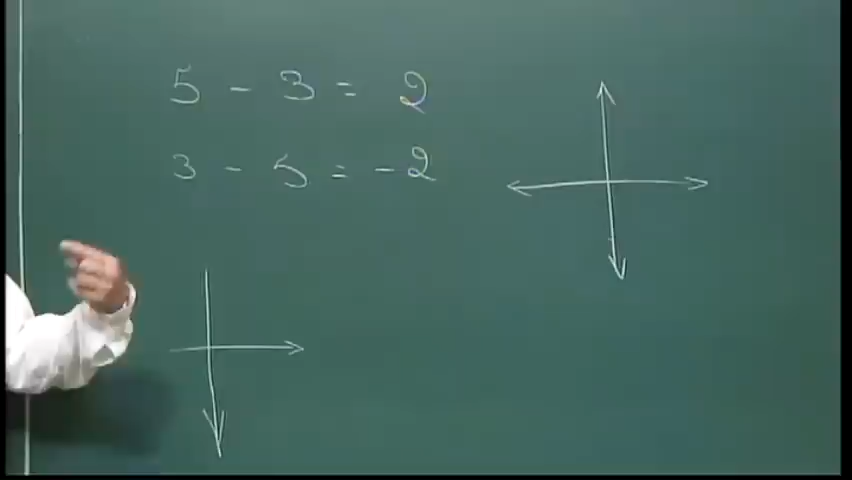 5 - 3 = 2
3 - 5 = -2